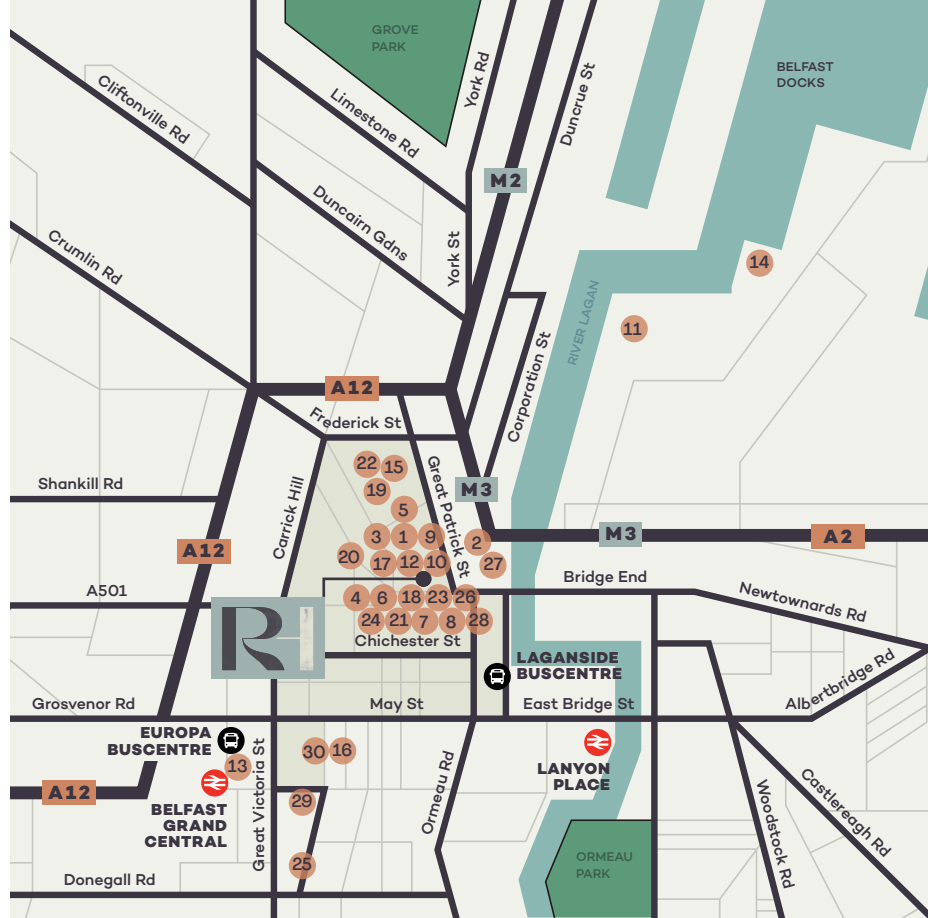 GROVE
PARK
BELFAST
DOCKS
York Rd
Duncrue St
Cliftonville Rd
Limestone Rd
M2
Duncairn Gdns
York St
Crumlin Rd
14
RIVER LAGAN
11
Corporation St
A12
Frederick St
22
15
Great Patrick St
Shankill Rd
19
M3
5
Carrick Hill
3
1
9
2
M3
A2
A12
20
17
12
10
27
Bridge End
A501
Newtownards Rd
4
6
18
23
26
R1
24
21
7
8
28
Chichester St
LAGANSIDE
BUSCENTRE
Albertbridge Rd
Grosvenor Rd
May St
East Bridge St
EUROPA
BUSCENTRE
30
16
13
LANYON
PLACE
Great Victoria St
Ormeau Rd
A12
29
BELFAST
GRAND
CENTRAL
Woodstock Rd
Castlereagh Rd
25
ORMEAU
PARK
Donegall Rd